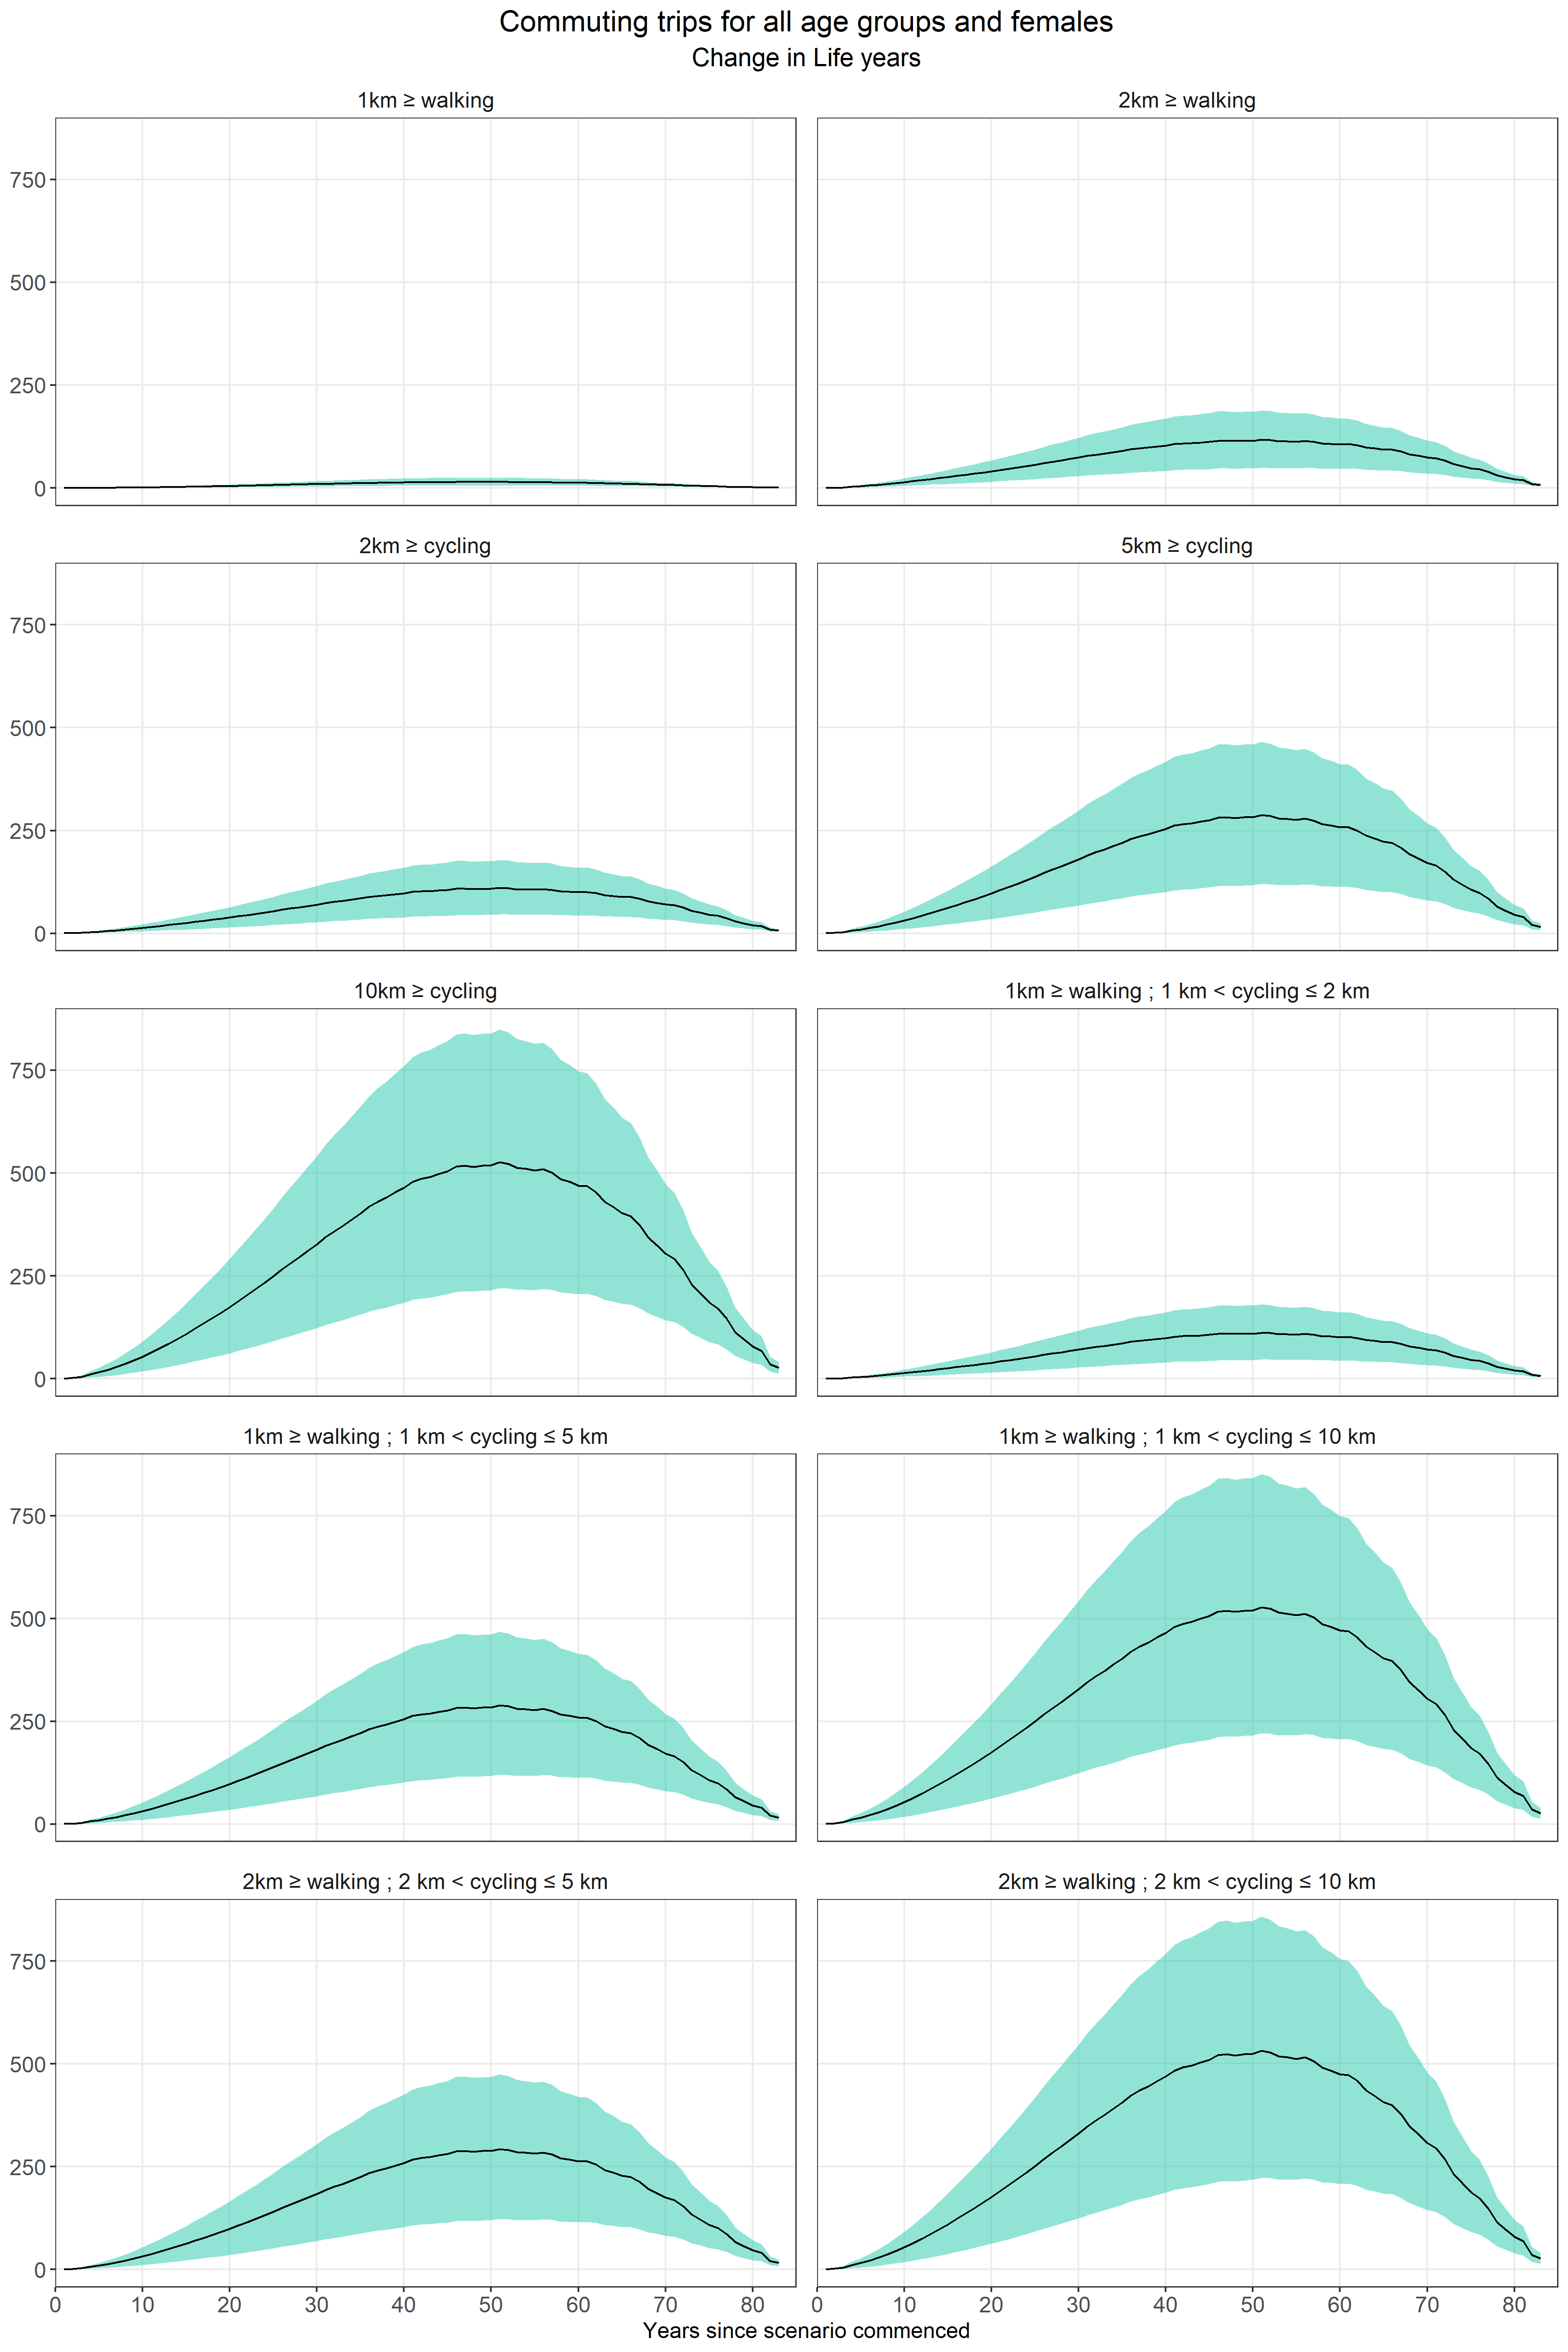 Commuting trips for all age groups and females
Change in Life years
1km ≥ walking
2km ≥ walking
750
500
250
0
2km ≥ cycling
5km ≥ cycling
750
500
250
0
10km ≥ cycling
1km ≥ walking ; 1 km < cycling ≤ 2 km
750
500
250
0
1km ≥ walking ; 1 km < cycling ≤ 5 km
1km ≥ walking ; 1 km < cycling ≤ 10 km
750
500
250
0
2km ≥ walking ; 2 km < cycling ≤ 5 km
2km ≥ walking ; 2 km < cycling ≤ 10 km
750
500
250
0
0 10 20 30 40 50 60 70 80
0 10 20 30 40 50 60 70 80
Years since scenario commenced